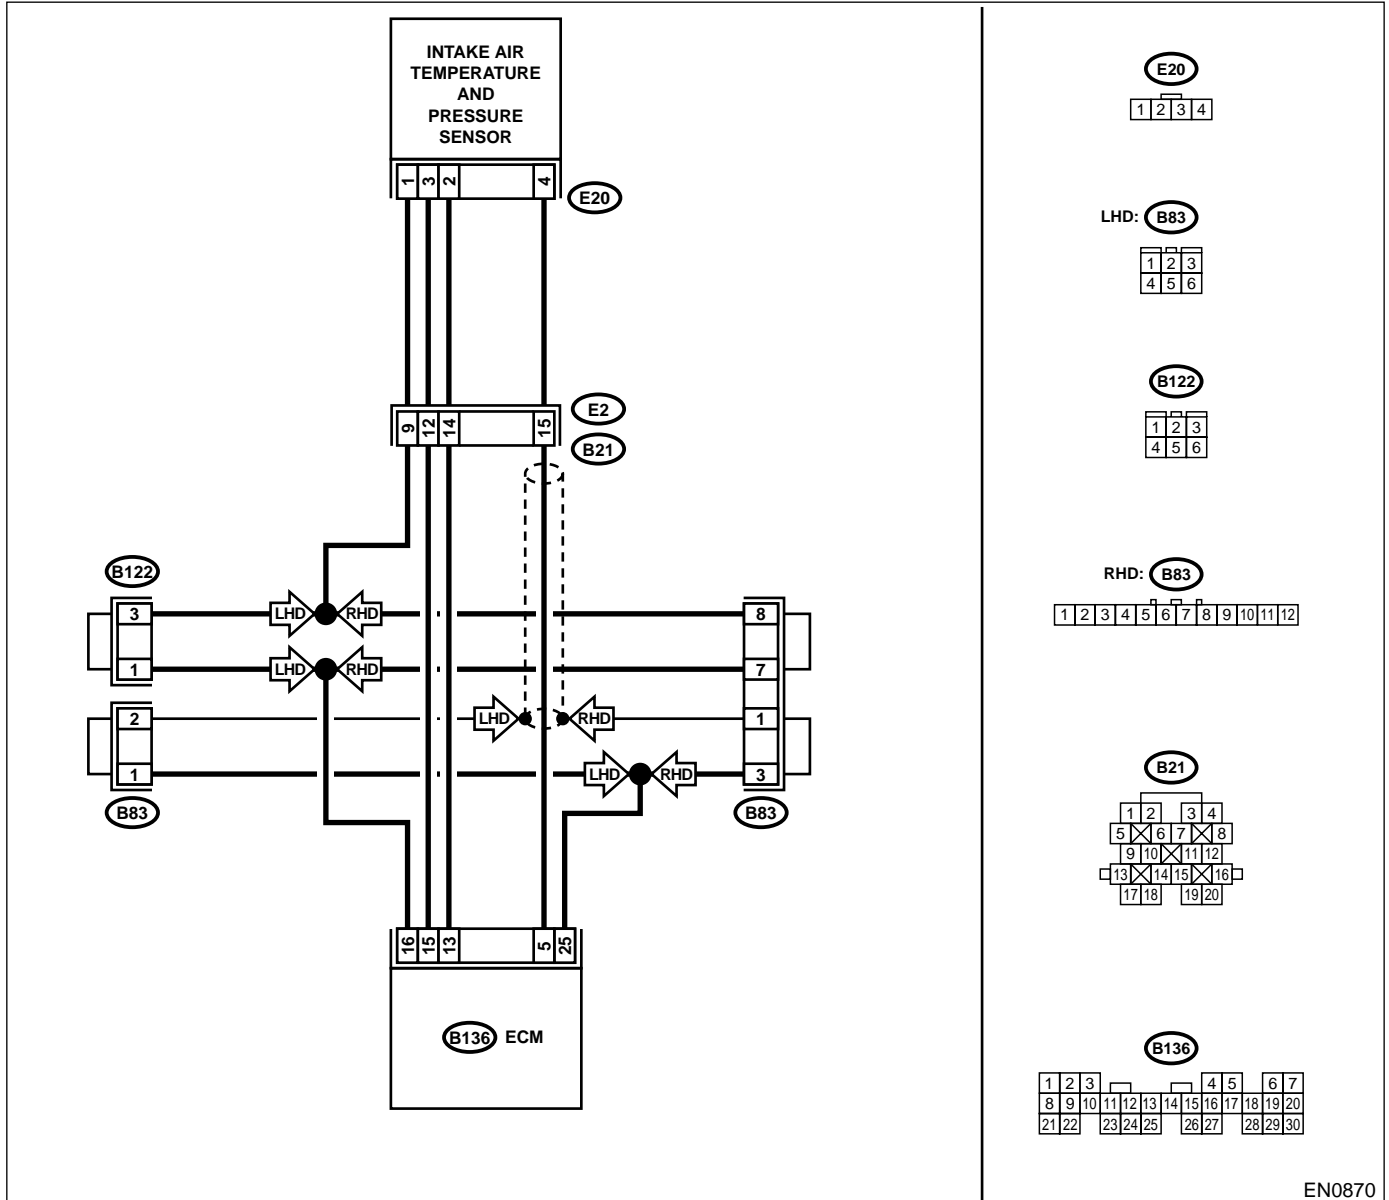 INTAKE AIR
TEMPERATURE
AND
PRESSURE
SENSOR
1 3 2 4
E20
9 12 14 15
E2
B21
B122
3 LHD RHD 8
1 LHD RHD 7
2 LHD RHD 1
1 LHD RHD 3
B83 B83
16 15 13 5 25
B136 ECM
E20
1 2 3 4
LHD: B83
1 2 3
4 5 6
B122
1 2 3
4 5 6
RHD: B83
1 2 3 4 5 6 7 8 9 10 11 12
B21
1 2 3 4
5 6 7 8
9 10 11 12
13 14 15 16
17 18 19 20
B136
1 2 3 4 5 6 7
8 9 10 11 12 13 14 15 16 17 18 19 20
21 22 23 24 25 26 27 28 29 30
EN0870